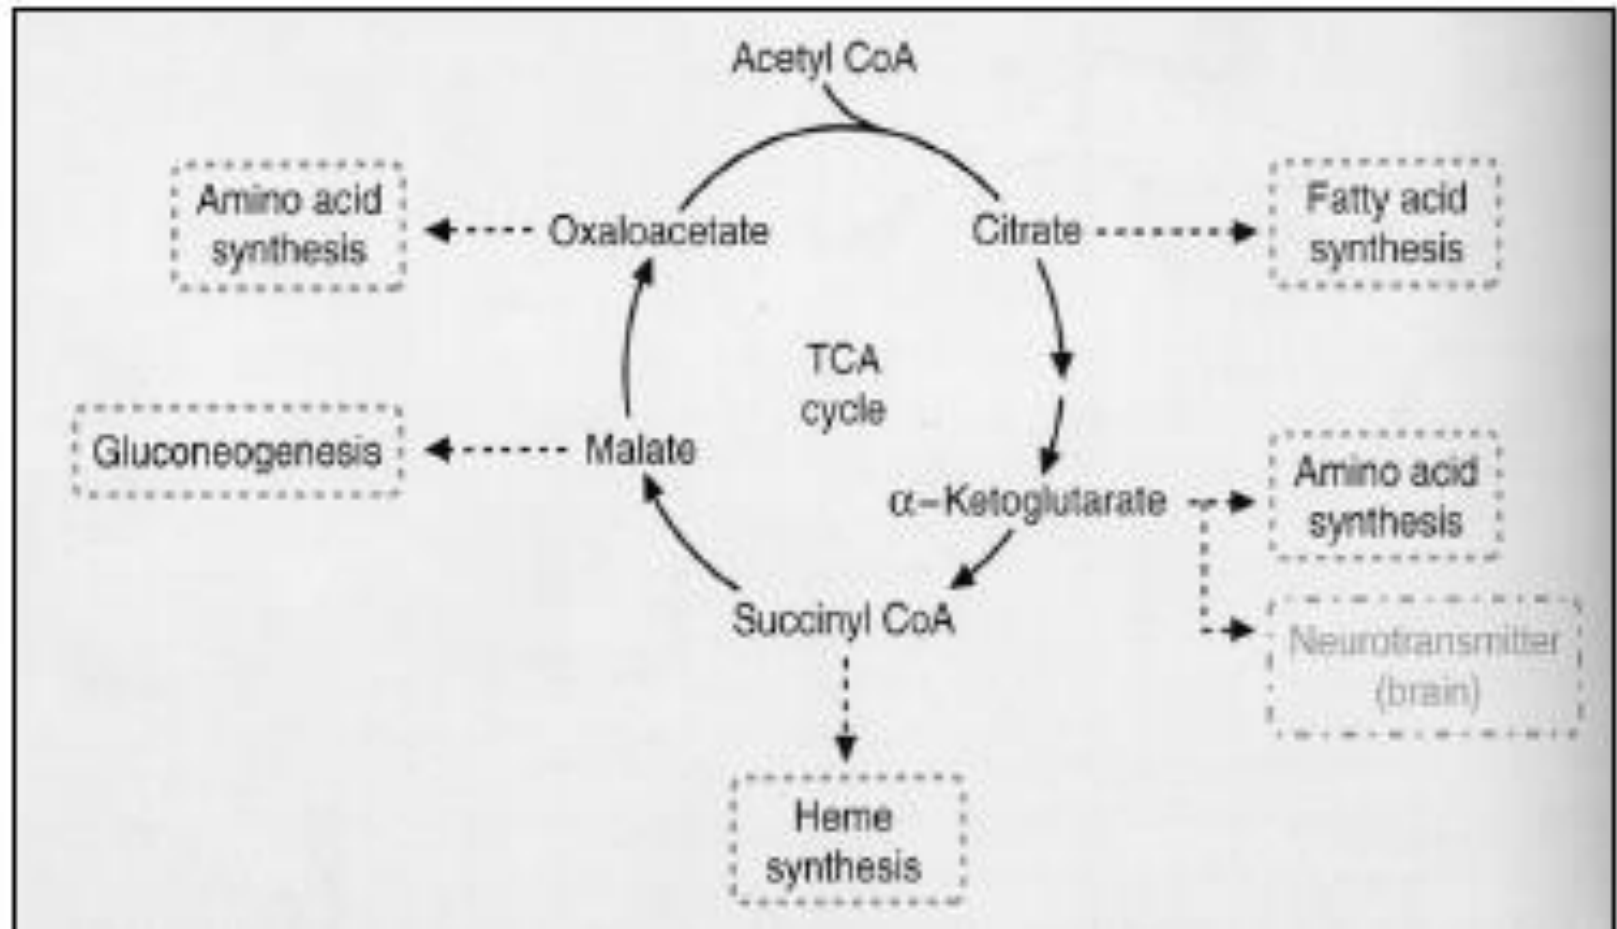 Acetyl CoA
Amino acid
synthesis
Oxaloacetate
Citrate
Fatty acid
synthesis
TCA
cycle
Gluconeogenesis
Malate
α-Ketoglutarate
Amino acid
synthesis
Succinyl CoA
Neurotransmitter
(brain)
Heme
synthesis